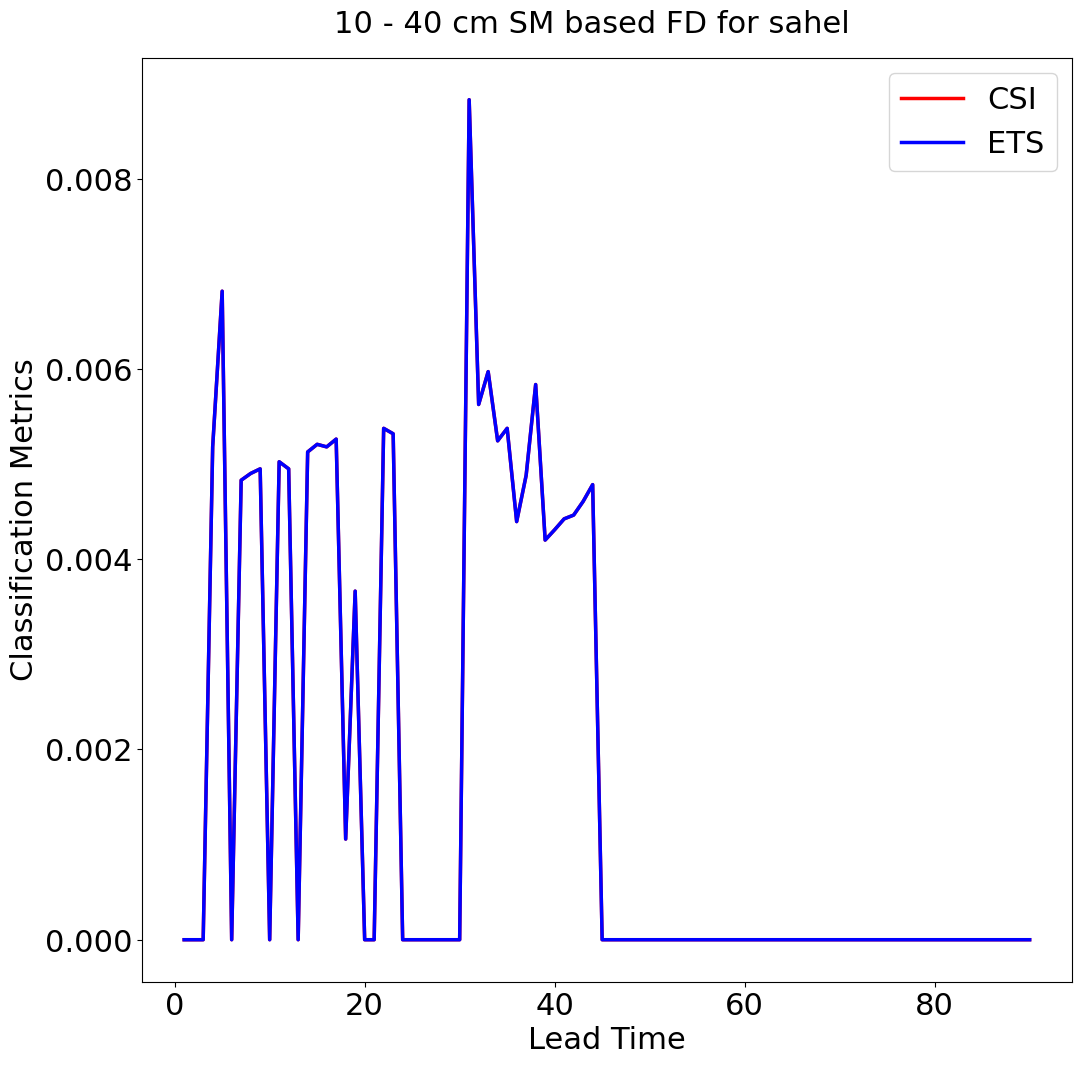 10 - 40 cm SM based FD for sahel
CSI
ETS
0.008
0.006
0.004
0.002
0.000
Classification Metrics
0 20 40 60 80
Lead Time